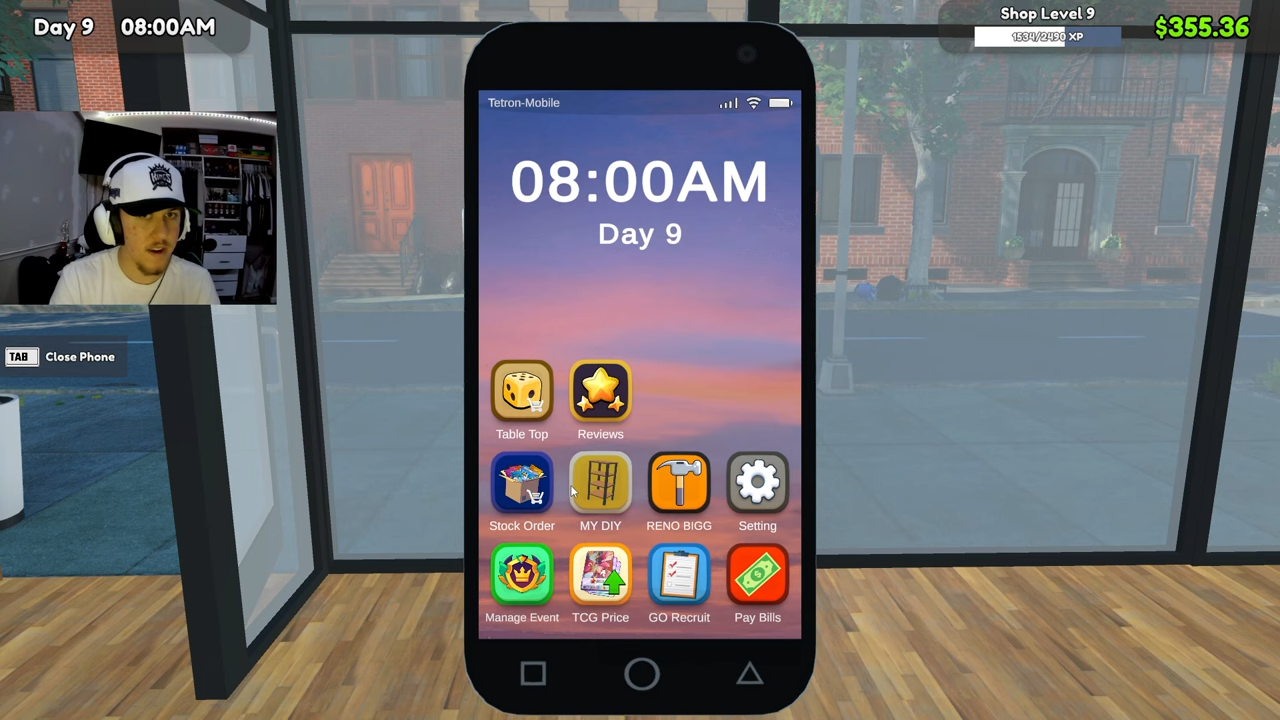 Day 9 08:00AM
Shop Level 9
1534/2490 XP
$355.36
Tetron-Mobile
08:00AM
Day 9
TAB Close Phone
Table Top Reviews
Stock Order MY DIY RENO BIGG Setting
Manage Event TCG Price GO Recruit Pay Bills